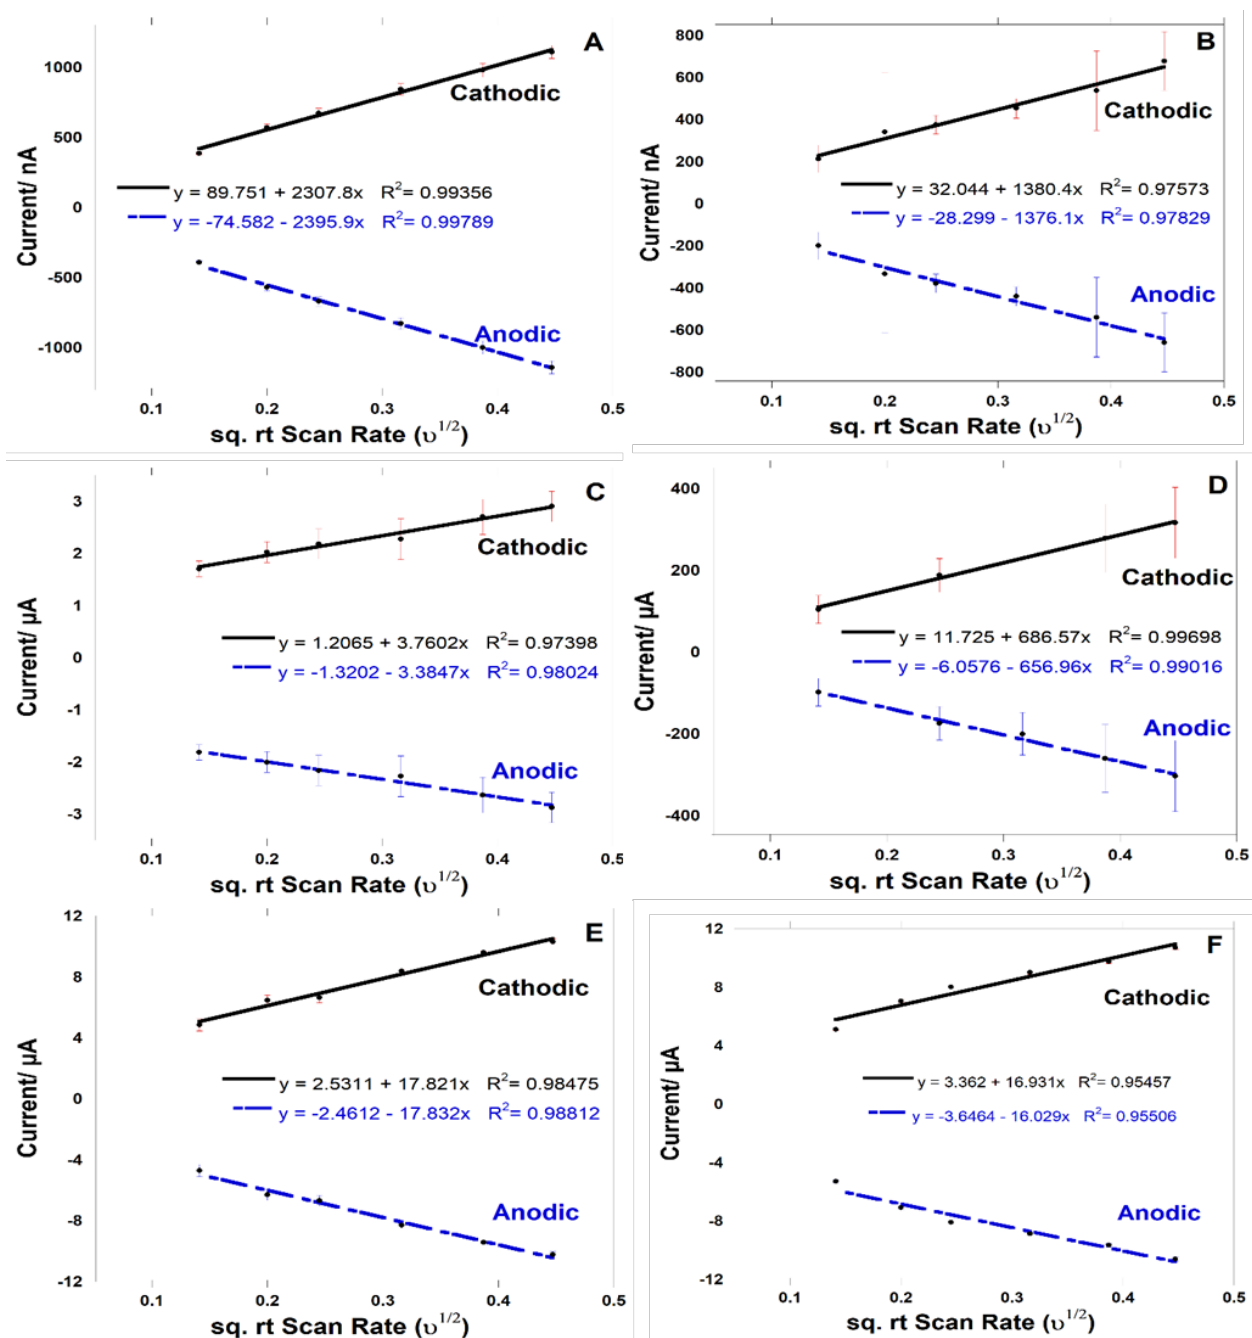 A
1000
500
0
-500
-1000
Current/ nA
Cathodic
y = 89.751 + 2307.8x R²= 0.99356
y = -74.582 - 2395.9x R²= 0.99789
Anodic
0.1 0.2 0.3 0.4 0.5
sq. rt Scan Rate (υ^1/2)
B
800
600
400
200
0
-200
-400
-600
-800
Current/ nA
Cathodic
y = 32.044 + 1380.4x R²= 0.97573
y = -28.299 - 1376.1x R²= 0.97829
Anodic
0.1 0.2 0.3 0.4 0.5
sq. rt Scan Rate (υ^1/2)
C
3
2
1
0
-1
-2
-3
Current/ µA
Cathodic
y = 1.2065 + 3.7602x R²= 0.97398
y = -1.3202 - 3.3847x R²= 0.98024
Anodic
0.1 0.2 0.3 0.4 0.5
sq. rt Scan Rate (υ^1/2)
D
400
200
0
-200
-400
Current/ µA
Cathodic
y = 11.725 + 686.57x R²= 0.99698
y = -6.0576 - 656.96x R²= 0.99016
Anodic
0.1 0.2 0.3 0.4 0.5
sq. rt Scan Rate (υ^1/2)
E
12
8
4
0
-4
-8
-12
Current/ µA
Cathodic
y = 2.5311 + 17.821x R²= 0.98475
y = -2.4612 - 17.832x R²= 0.98812
Anodic
0.1 0.2 0.3 0.4 0.5
sq. rt Scan Rate (υ^1/2)
F
12
8
4
0
-4
-8
-12
Current/ µA
Cathodic
y = 3.362 + 16.931x R²= 0.95457
y = -3.6464 - 16.029x R²= 0.95506
Anodic
0.1 0.2 0.3 0.4 0.5
sq. rt Scan Rate (υ^1/2)